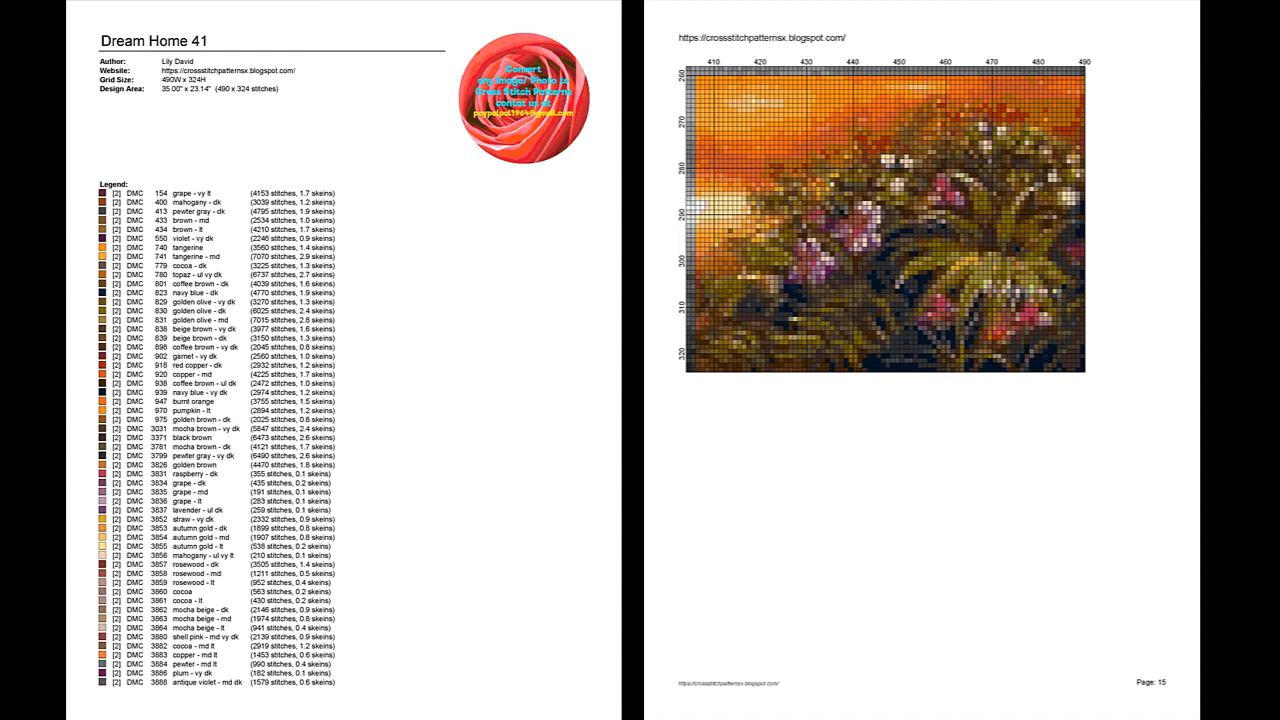 Dream Home 41
Author: Lily David
Website: https://crossstitchpatternsx.blogspot.com/
Grid Size: 490W x 324H
Design Area: 35.00" x 23.14" (490 x 324 stitches)
Convert
any Image/ Photo to
Cross Stitch Patterns
contat us at
paypalpal1964@gmail.com
Legend:
[2] DMC 154 grape - vy lt (4153 stitches, 1.7 skeins)
[2] DMC 400 mahogany - dk (3039 stitches, 1.2 skeins)
[2] DMC 413 pewter gray - dk (4795 stitches, 1.9 skeins)
[2] DMC 433 brown - md (2534 stitches, 1.0 skeins)
[2] DMC 434 brown - lt (4210 stitches, 1.7 skeins)
[2] DMC 550 violet - vy dk (2246 stitches, 0.9 skeins)
[2] DMC 740 tangerine (3560 stitches, 1.4 skeins)
[2] DMC 741 tangerine - md (7070 stitches, 2.9 skeins)
[2] DMC 779 cocoa - dk (3225 stitches, 1.3 skeins)
[2] DMC 780 topaz - ul vy dk (6737 stitches, 2.7 skeins)
[2] DMC 801 coffee brown - dk (4039 stitches, 1.6 skeins)
[2] DMC 823 navy blue - dk (4770 stitches, 1.9 skeins)
[2] DMC 829 golden olive - vy dk (3270 stitches, 1.3 skeins)
[2] DMC 830 golden olive - dk (6025 stitches, 2.4 skeins)
[2] DMC 831 golden olive - md (7015 stitches, 2.8 skeins)
[2] DMC 838 beige brown - vy dk (3977 stitches, 1.6 skeins)
[2] DMC 839 beige brown - dk (3150 stitches, 1.3 skeins)
[2] DMC 898 coffee brown - vy dk (2045 stitches, 0.8 skeins)
[2] DMC 902 garnet - vy dk (2560 stitches, 1.0 skeins)
[2] DMC 918 red copper - dk (2932 stitches, 1.2 skeins)
[2] DMC 920 copper - md (4225 stitches, 1.7 skeins)
[2] DMC 938 coffee brown - ul dk (2472 stitches, 1.0 skeins)
[2] DMC 939 navy blue - vy dk (2974 stitches, 1.2 skeins)
[2] DMC 947 burnt orange (3755 stitches, 1.5 skeins)
[2] DMC 970 pumpkin - lt (2894 stitches, 1.2 skeins)
[2] DMC 975 golden brown - dk (2025 stitches, 0.8 skeins)
[2] DMC 3031 mocha brown - vy dk (5847 stitches, 2.4 skeins)
[2] DMC 3371 black brown (6473 stitches, 2.6 skeins)
[2] DMC 3781 mocha brown - dk (4121 stitches, 1.7 skeins)
[2] DMC 3799 pewter gray - vy dk (6490 stitches, 2.6 skeins)
[2] DMC 3826 golden brown (4470 stitches, 1.8 skeins)
[2] DMC 3831 raspberry - dk (355 stitches, 0.1 skeins)
[2] DMC 3834 grape - dk (435 stitches, 0.2 skeins)
[2] DMC 3835 grape - md (191 stitches, 0.1 skeins)
[2] DMC 3836 grape - lt (283 stitches, 0.1 skeins)
[2] DMC 3837 lavender - ul dk (259 stitches, 0.1 skeins)
[2] DMC 3852 straw - vy dk (2332 stitches, 0.9 skeins)
[2] DMC 3853 autumn gold - dk (1899 stitches, 0.8 skeins)
[2] DMC 3854 autumn gold - md (1907 stitches, 0.8 skeins)
[2] DMC 3855 autumn gold - lt (538 stitches, 0.2 skeins)
[2] DMC 3856 mahogany - ul vy lt (210 stitches, 0.1 skeins)
[2] DMC 3857 rosewood - dk (3505 stitches, 1.4 skeins)
[2] DMC 3858 rosewood - md (1211 stitches, 0.5 skeins)
[2] DMC 3859 rosewood - lt (952 stitches, 0.4 skeins)
[2] DMC 3860 cocoa (563 stitches, 0.2 skeins)
[2] DMC 3861 cocoa - lt (430 stitches, 0.2 skeins)
[2] DMC 3862 mocha beige - dk (2146 stitches, 0.9 skeins)
[2] DMC 3863 mocha beige - md (1974 stitches, 0.8 skeins)
[2] DMC 3864 mocha beige - lt (941 stitches, 0.4 skeins)
[2] DMC 3880 shell pink - md vy dk (2139 stitches, 0.9 skeins)
[2] DMC 3882 cocoa - md lt (2919 stitches, 1.2 skeins)
[2] DMC 3883 copper - md lt (1453 stitches, 0.6 skeins)
[2] DMC 3884 pewter - md lt (990 stitches, 0.4 skeins)
[2] DMC 3886 plum - vy dk (182 stitches, 0.1 skeins)
[2] DMC 3888 antique violet - md dk (1579 stitches, 0.6 skeins)
https://crossstitchpatternsx.blogspot.com/
410 420 430 440 450 460 470 480 490
260
270
280
290
300
310
320
https://crossstitchpatternsx.blogspot.com/
Page: 15